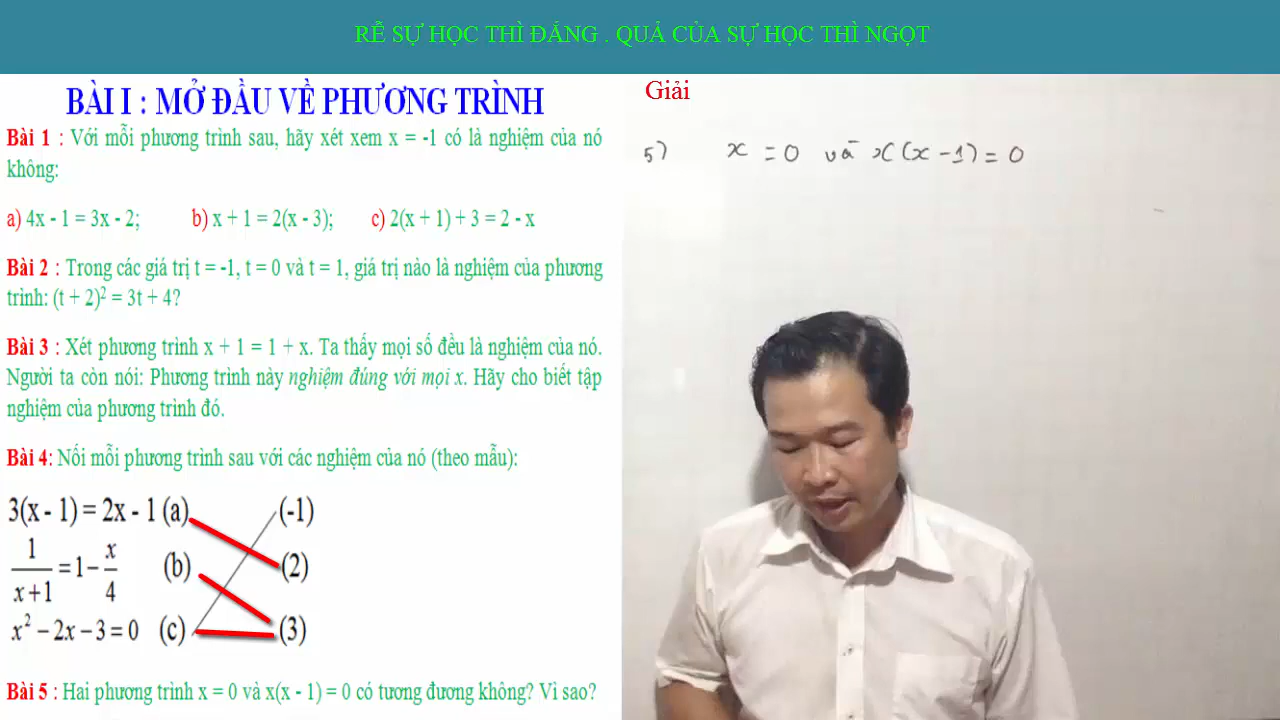 RỄ SỰ HỌC THÌ ĐẮNG . QUẢ CỦA SỰ HỌC THÌ NGỌT
BÀI I : MỞ ĐẦU VỀ PHƯƠNG TRÌNH
Bài 1 : Với mỗi phương trình sau, hãy xét xem x = -1 có là nghiệm của nó
không:
a) 4x - 1 = 3x - 2; b) x + 1 = 2(x - 3); c) 2(x + 1) + 3 = 2 - x
Bài 2 : Trong các giá trị t = -1, t = 0 và t = 1, giá trị nào là nghiệm của phương
trình: (t + 2)² = 3t + 4?
Bài 3 : Xét phương trình x + 1 = 1 + x. Ta thấy mọi số đều là nghiệm của nó.
Người ta còn nói: Phương trình này nghiệm đúng với mọi x. Hãy cho biết tập
nghiệm của phương trình đó.
Bài 4: Nối mỗi phương trình sau với các nghiệm của nó (theo mẫu):
3(x - 1) = 2x - 1 (a) (-1)
1/(x+1) = 1 - x/4 (b) (2)
x² - 2x - 3 = 0 (c) (3)
Bài 5 : Hai phương trình x = 0 và x(x - 1) = 0 có tương đương không? Vì sao?
Giải
5) x = 0 và x(x - 1) = 0